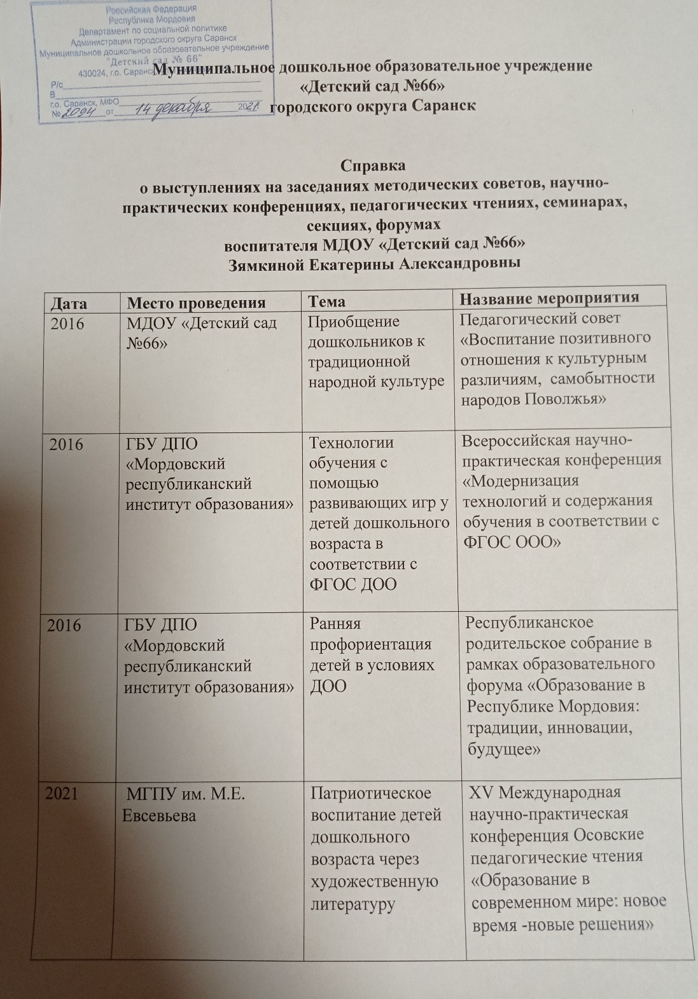 Российская Федерация
Республика Мордовия
Департамент по социальной политике
Администрации городского округа Саранск
Муниципальное дошкольное образовательное учреждение
"Детский сад № 66"
430024, г.о. Саранск,
Р/с
В
г.о. Саранск, МФО
№ 2094 от 14 декабря 2021
Муниципальное дошкольное образовательное учреждение
«Детский сад №66»
городского округа Саранск
Справка
о выступлениях на заседаниях методических советов, научно-
практических конференциях, педагогических чтениях, семинарах,
секциях, форумах
воспитателя МДОУ «Детский сад №66»
Зямкиной Екатерины Александровны
Дата Место проведения Тема Название мероприятия
2016
МДОУ «Детский сад
№66»
Приобщение
дошкольников к
традиционной
народной культуре
Педагогический совет
«Воспитание позитивного
отношения к культурным
различиям, самобытности
народов Поволжья»
2016
ГБУ ДПО
«Мордовский
республиканский
институт образования»
Технологии
обучения с
помощью
развивающих игр у
детей дошкольного
возраста в
соответствии с
ФГОС ДОО
Всероссийская научно-
практическая конференция
«Модернизация
технологий и содержания
обучения в соответствии с
ФГОС ООО»
2016
ГБУ ДПО
«Мордовский
республиканский
институт образования»
Ранняя
профориентация
детей в условиях
ДОО
Республиканское
родительское собрание в
рамках образовательного
форума «Образование в
Республике Мордовия:
традиции, инновации,
будущее»
2021
МГПУ им. М.Е.
Евсевьева
Патриотическое
воспитание детей
дошкольного
возраста через
художественную
литературу
XV Международная
научно-практическая
конференция Осовские
педагогические чтения
«Образование в
современном мире: новое
время -новые решения»